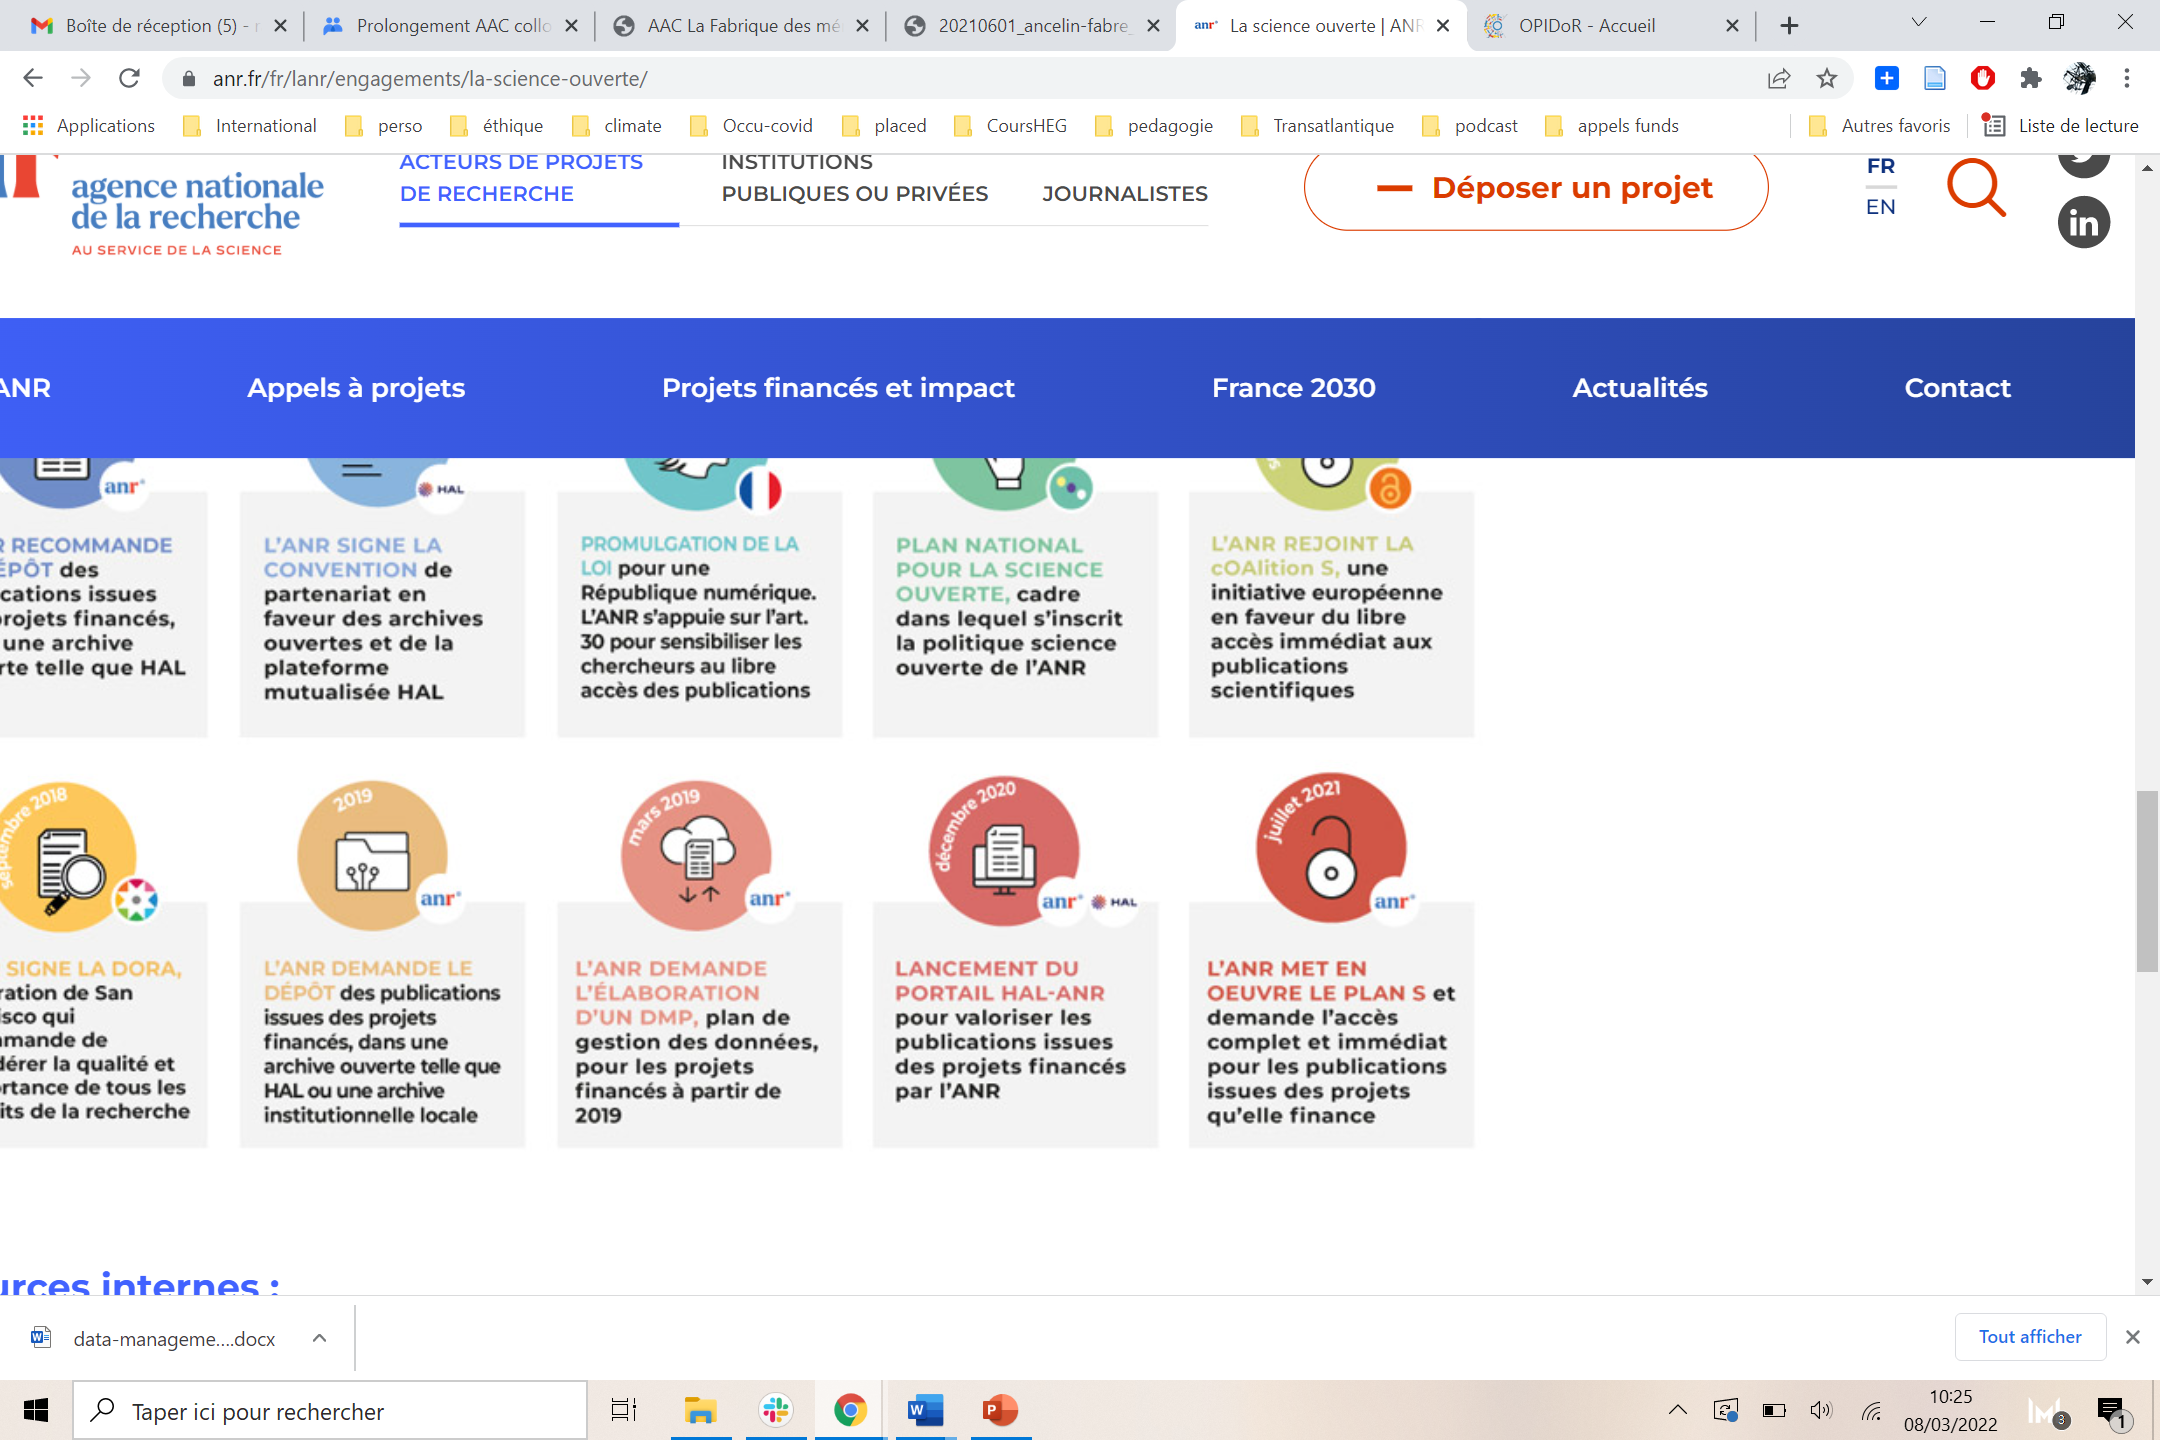 Boîte de réception (5) -
Prolongement AAC collo
AAC La Fabrique des mé
20210601_ancelin-fabre_
anr La science ouverte | ANR
OPIDoR - Accueil
anr.fr/fr/lanr/engagements/la-science-ouverte/
Applications
International
perso
éthique
climate
Occu-covid
placed
CoursHEG
pedagogie
Transatlantique
podcast
appels funds
Autres favoris
Liste de lecture
agence nationale
de la recherche
AU SERVICE DE LA SCIENCE
ACTEURS DE PROJETS
DE RECHERCHE
INSTITUTIONS
PUBLIQUES OU PRIVÉES
JOURNALISTES
Déposer un projet
FR
EN
in
ANR
Appels à projets
Projets financés et impact
France 2030
Actualités
Contact
anr
R RECOMMANDE
ÉPÔT des
cations issues
rojets financés,
une archive
rte telle que HAL
HAL
L'ANR SIGNE LA
CONVENTION de
partenariat en
faveur des archives
ouvertes et de la
plateforme
mutualisée HAL
PROMULGATION DE LA
LOI pour une
République numérique.
L'ANR s'appuie sur l'art.
30 pour sensibiliser les
chercheurs au libre
accès des publications
PLAN NATIONAL
POUR LA SCIENCE
OUVERTE, cadre
dans lequel s'inscrit
la politique science
ouverte de l'ANR
L'ANR REJOINT LA
cOAlition S, une
initiative européenne
en faveur du libre
accès immédiat aux
publications
scientifiques
septembre 2018
SIGNE LA DORA,
ration de San
isco qui
mmande de
dérer la qualité et
rtance de tous les
its de la recherche
2019
anr
L'ANR DEMANDE LE
DÉPÔT des publications
issues des projets
financés, dans une
archive ouverte telle que
HAL ou une archive
institutionnelle locale
mars 2019
anr
L'ANR DEMANDE
L'ÉLABORATION
D'UN DMP, plan de
gestion des données,
pour les projets
financés à partir de
2019
décembre 2020
anr HAL
LANCEMENT DU
PORTAIL HAL-ANR
pour valoriser les
publications issues
des projets financés
par l'ANR
juillet 2021
anr
L'ANR MET EN
OEUVRE LE PLAN S et
demande l'accès
complet et immédiat
pour les publications
issues des projets
qu'elle finance
urces internes :
data-manageme....docx
Tout afficher
Taper ici pour rechercher
10:25
08/03/2022
3
1